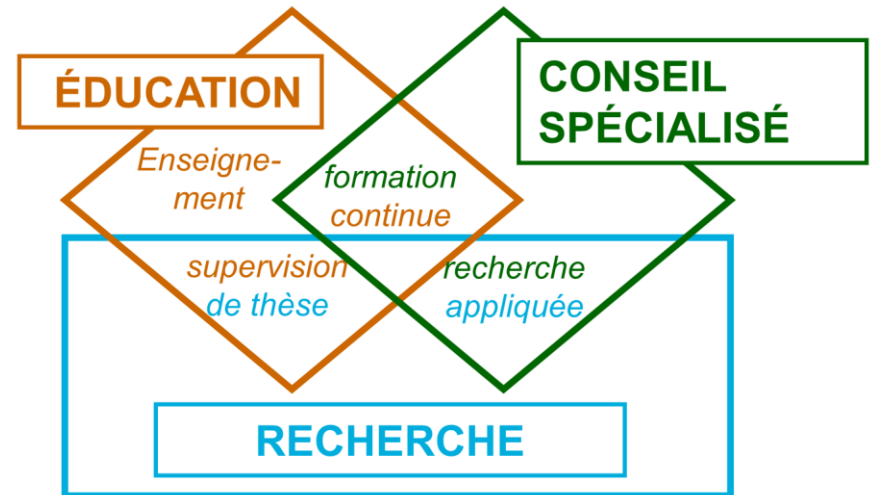 ÉDUCATION
CONSEIL
SPÉCIALISÉ
Enseigne-
ment
formation
continue
supervision
de thèse
recherche
appliquée
RECHERCHE